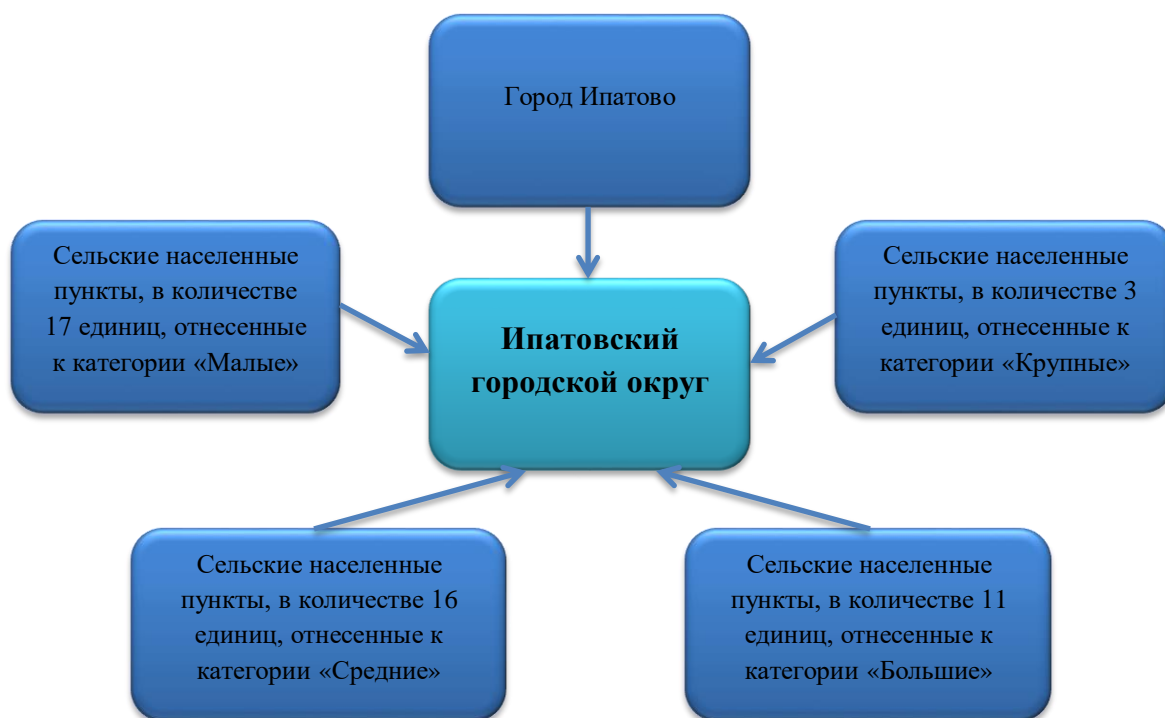 Город Ипатово
Сельские населенные
пункты, в количестве
17 единиц, отнесенные
к категории «Малые»
Сельские населенные
пункты, в количестве 3
единиц, отнесенные к
категории «Крупные»
Ипатовский
городской округ
Сельские населенные
пункты, в количестве 16
единиц, отнесенные к
категории «Средние»
Сельские населенные
пункты, в количестве 11
единиц, отнесенные к
категории «Большие»